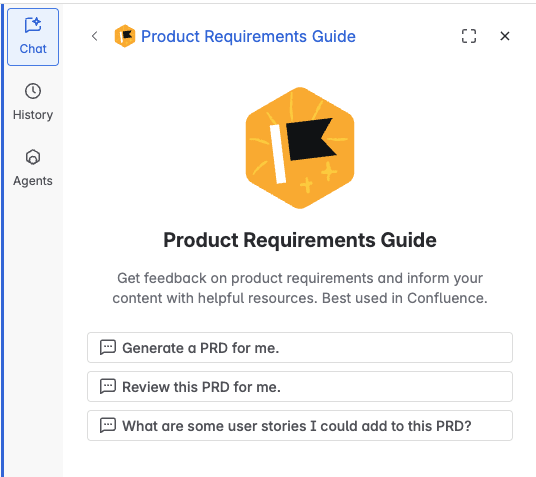 Chat
History
Agents
Product Requirements Guide
Product Requirements Guide
Get feedback on product requirements and inform your
content with helpful resources. Best used in Confluence.
Generate a PRD for me.
Review this PRD for me.
What are some user stories I could add to this PRD?